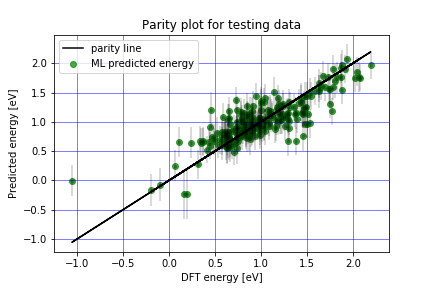 Parity plot for testing data
parity line
ML predicted energy
Predicted energy [eV]
2.0
1.5
1.0
0.5
0.0
−0.5
−1.0
−1.0 −0.5 0.0 0.5 1.0 1.5 2.0
DFT energy [eV]